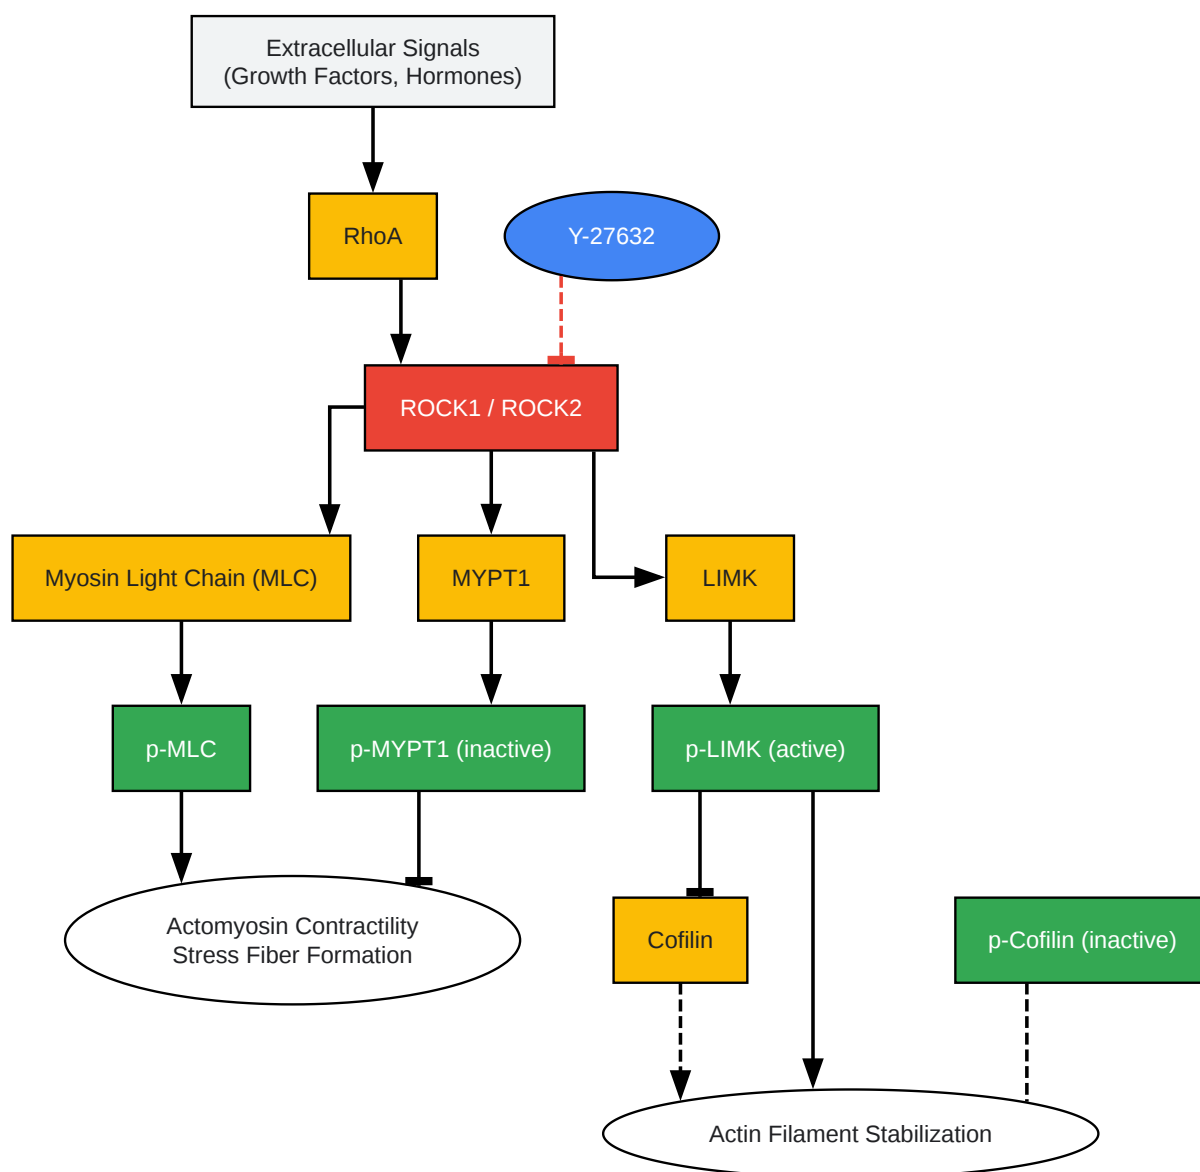 Extracellular Signals
(Growth Factors, Hormones)
RhoA
Y-27632
ROCK1 / ROCK2
Myosin Light Chain (MLC)
MYPT1
LIMK
p-MLC
p-MYPT1 (inactive)
p-LIMK (active)
Actomyosin Contractility
Stress Fiber Formation
Cofilin
p-Cofilin (inactive)
Actin Filament Stabilization